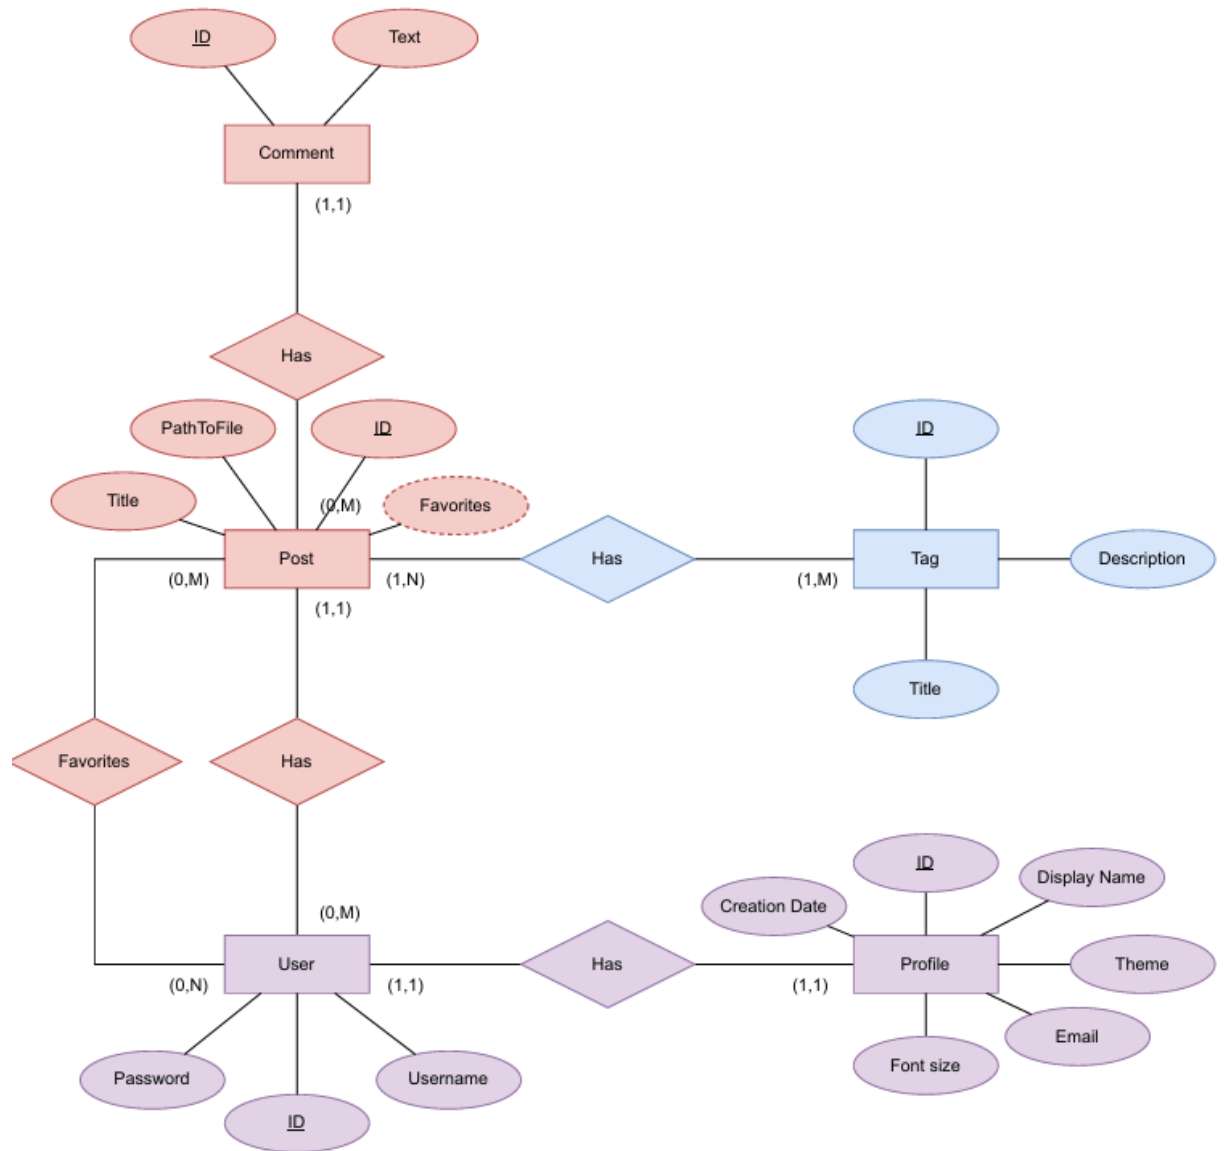 ID
Text
Comment
(1,1)
Has
PathToFile
ID
ID
Title
(0,M)
Favorites
Post
Has
Tag
Description
(0,M)
(1,N)
(1,M)
(1,1)
Title
Favorites
Has
ID
Display Name
Creation Date
(0,M)
User
Has
Profile
Theme
(0,N)
(1,1)
(1,1)
Email
Font size
Password
Username
ID